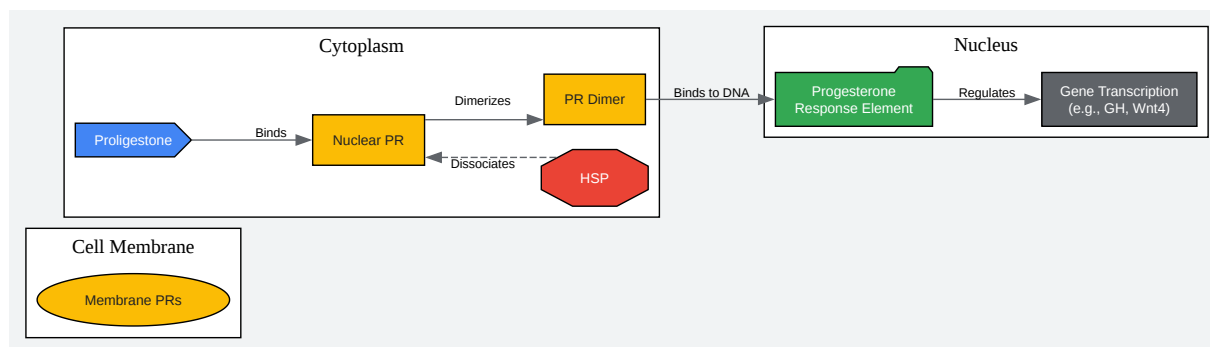 Cytoplasm
Nucleus
Proligestone
Binds
Nuclear PR
Dimerizes
PR Dimer
Dissociates
HSP
Binds to DNA
Progesterone
Response Element
Regulates
Gene Transcription
(e.g., GH, Wnt4)
Cell Membrane
Membrane PRs